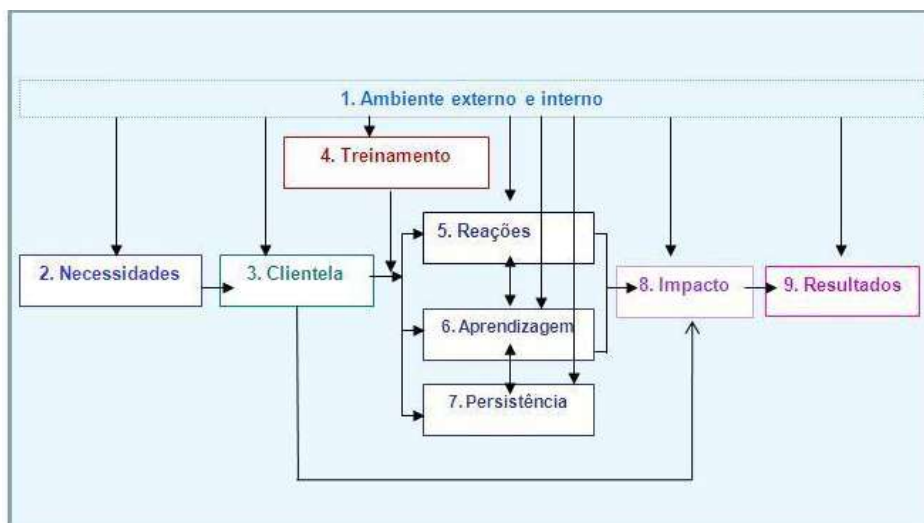 1. Ambiente externo e interno
4. Treinamento
5. Reações
2. Necessidades
3. Clientela
8. Impacto
9. Resultados
6. Aprendizagem
7. Persistência